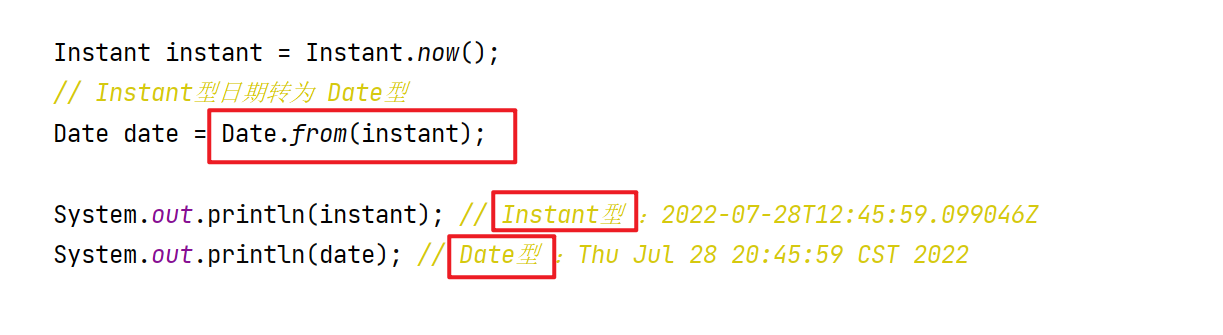 Instant instant = Instant.now();
// Instant型日期转为 Date型
Date date = Date.from(instant);
System.out.println(instant); // Instant型 : 2022-07-28T12:45:59.099046Z
System.out.println(date); // Date型 : Thu Jul 28 20:45:59 CST 2022